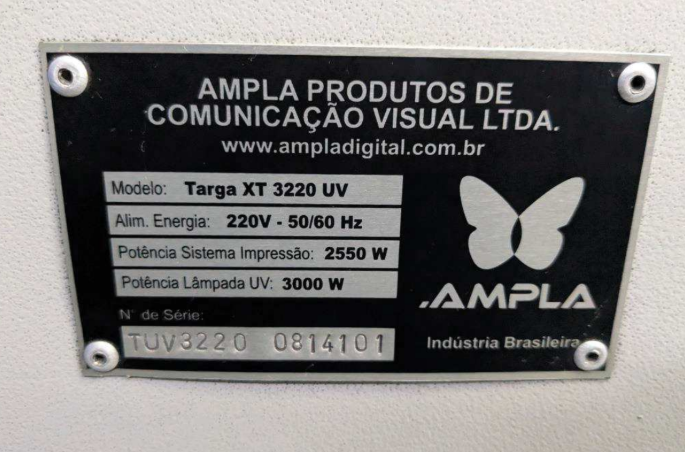 AMPLA PRODUTOS DE
COMUNICAÇÃO VISUAL LTDA.
www.ampladigital.com.br
Modelo: Targa XT 3220 UV
Alim. Energia: 220V - 50/60 Hz
Potência Sistema Impressão: 2550 W
Potência Lâmpada UV: 3000 W
N° de Série:
TUV3220 0814101
.AMPLA
Indústria Brasileira